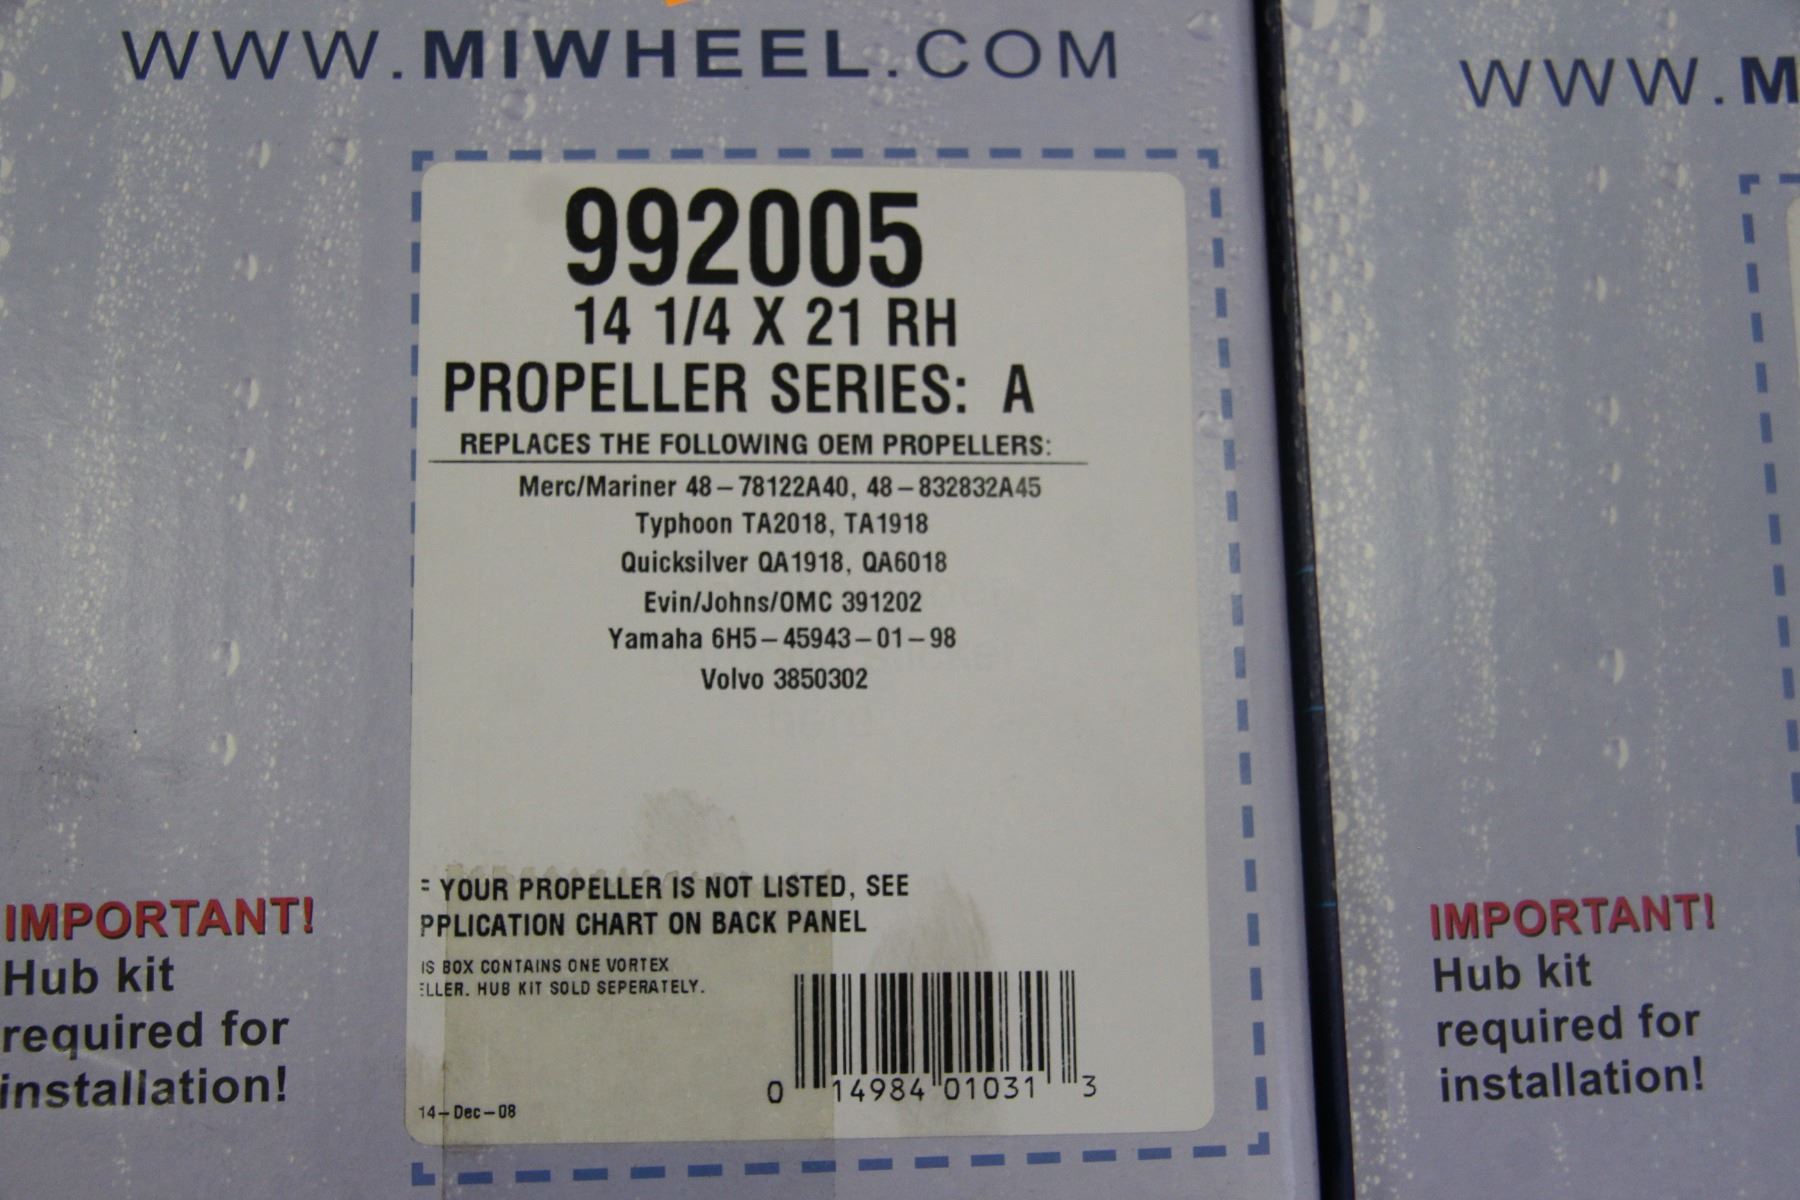 WWW.MIWHEEL.COM
992005
14 1/4 X 21 RH
PROPELLER SERIES: A
REPLACES THE FOLLOWING OEM PROPELLERS:
Merc/Mariner 48-78122A40, 48-832832A45
Typhoon TA2018, TA1918
Quicksilver QA1918, QA6018
Evin/Johns/OMC 391202
Yamaha 6H5-45943-01-98
Volvo 3850302
YOUR PROPELLER IS NOT LISTED, SEE
PPLICATION CHART ON BACK PANEL
IS BOX CONTAINS ONE VORTEX
ELLER. HUB KIT SOLD SEPERATELY.
0 14984 01031 3
14-Dec-08
IMPORTANT!
Hub kit
required for
installation!
WWW.M
IMPORTANT!
Hub kit
required for
installation!